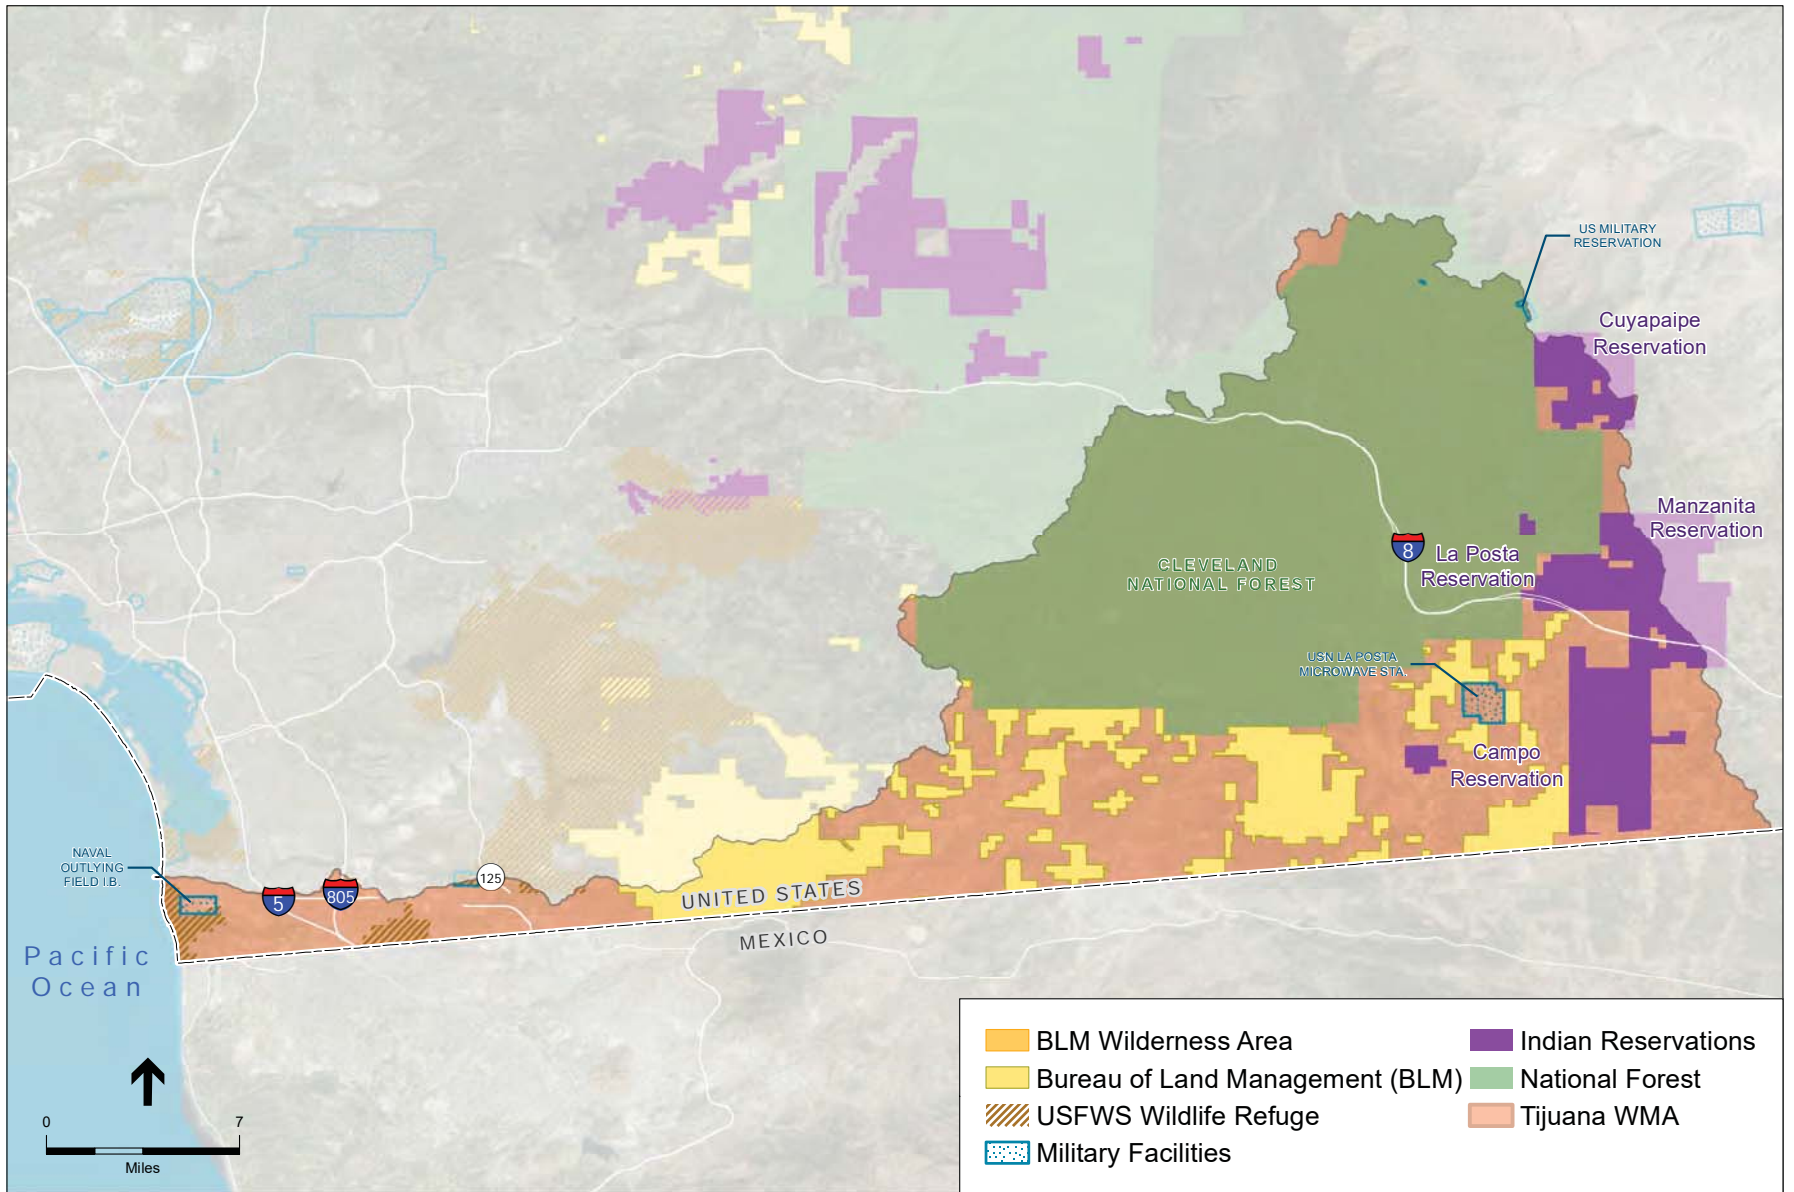 US MILITARY
RESERVATION
Cuyapaipe
Reservation
Manzanita
Reservation
8
La Posta
Reservation
CLEVELAND
NATIONAL FOREST
USN LA POSTA
MICROWAVE STA.
Campo
Reservation
NAVAL
OUTLYING
FIELD I.B.
5
805
125
UNITED STATES
MEXICO
Pacific
Ocean
0 7
Miles
BLM Wilderness Area
Bureau of Land Management (BLM)
USFWS Wildlife Refuge
Military Facilities
Indian Reservations
National Forest
Tijuana WMA